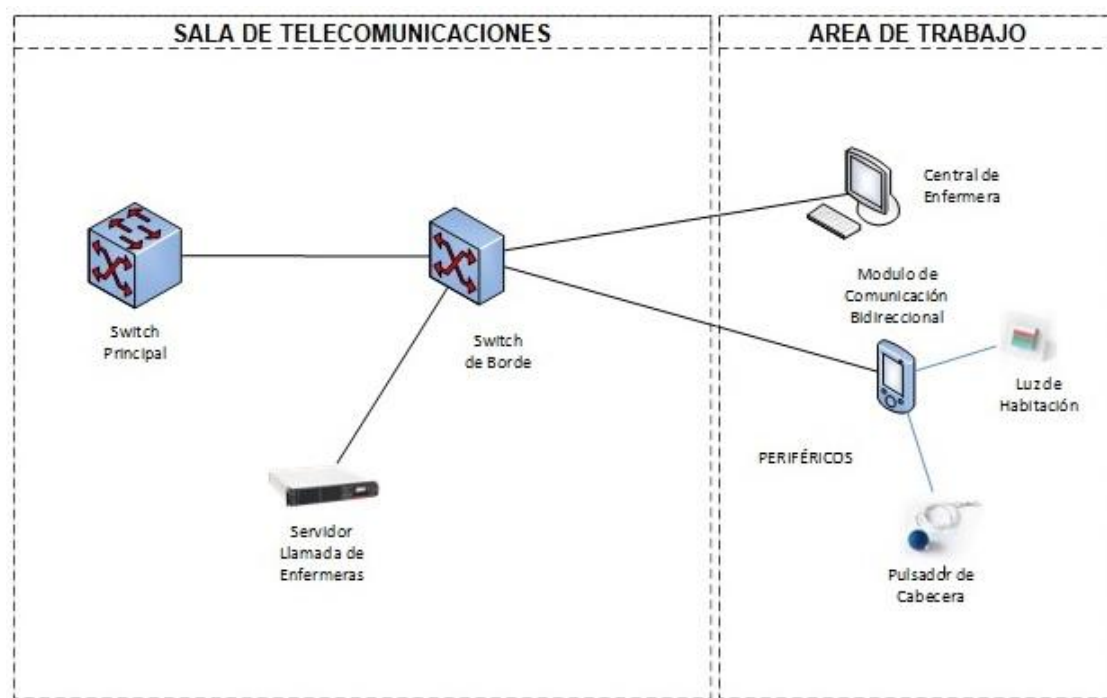 SALA DE TELECOMUNICACIONES
AREA DE TRABAJO
Switch
Principal
Switch
de Borde
Servidor
Llamada de
Enfermeras
Central de
Enfermera
Modulo de
Comunicación
Bidireccional
Luz de
Habitación
PERIFÉRICOS
Pulsador de
Cabecera